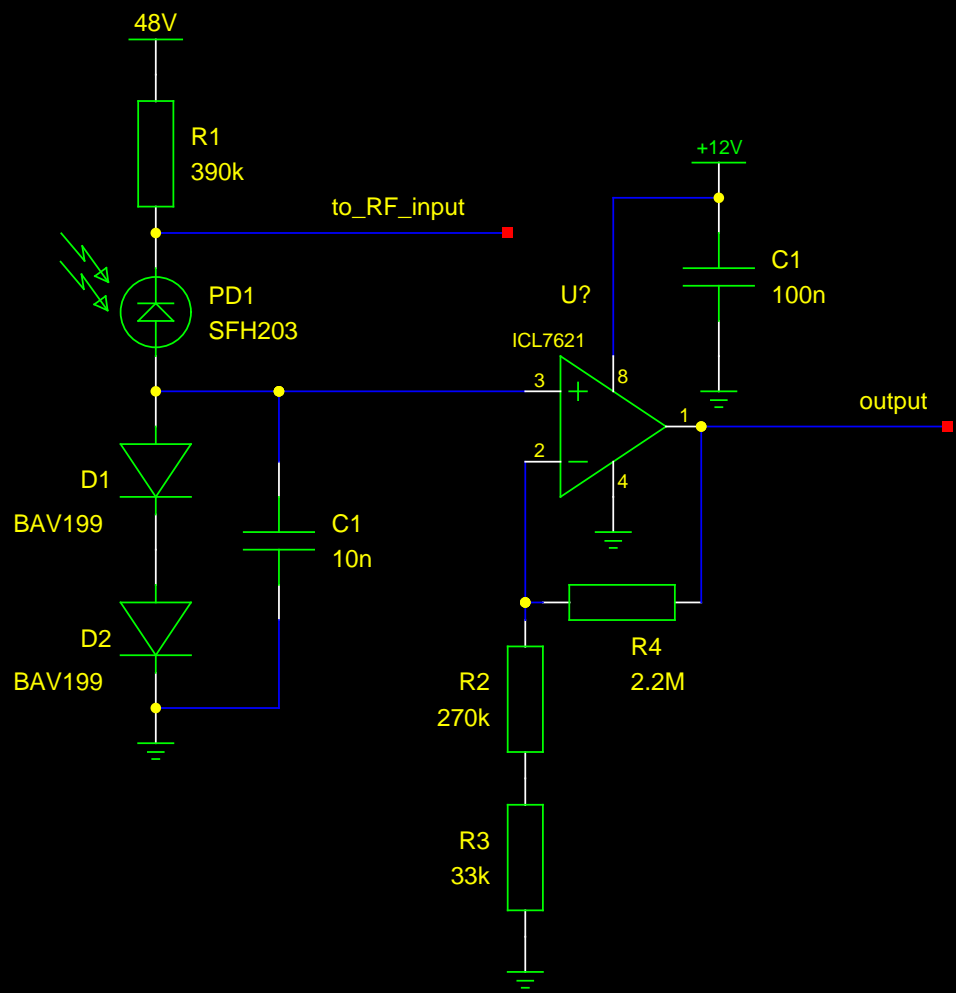 48V
R1
390k
to_RF_input
+12V
C1
100n
PD1
SFH203
U?
ICL7621
3
8
1
output
2
4
D1
BAV199
C1
10n
D2
BAV199
R4
2.2M
R2
270k
R3
33k